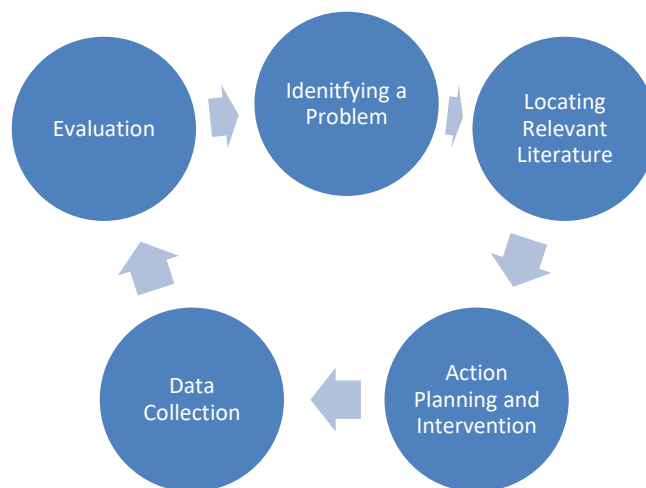 Idenitfying a
Problem
Locating
Relevant
Literature
Action
Planning and
Intervention
Data
Collection
Evaluation